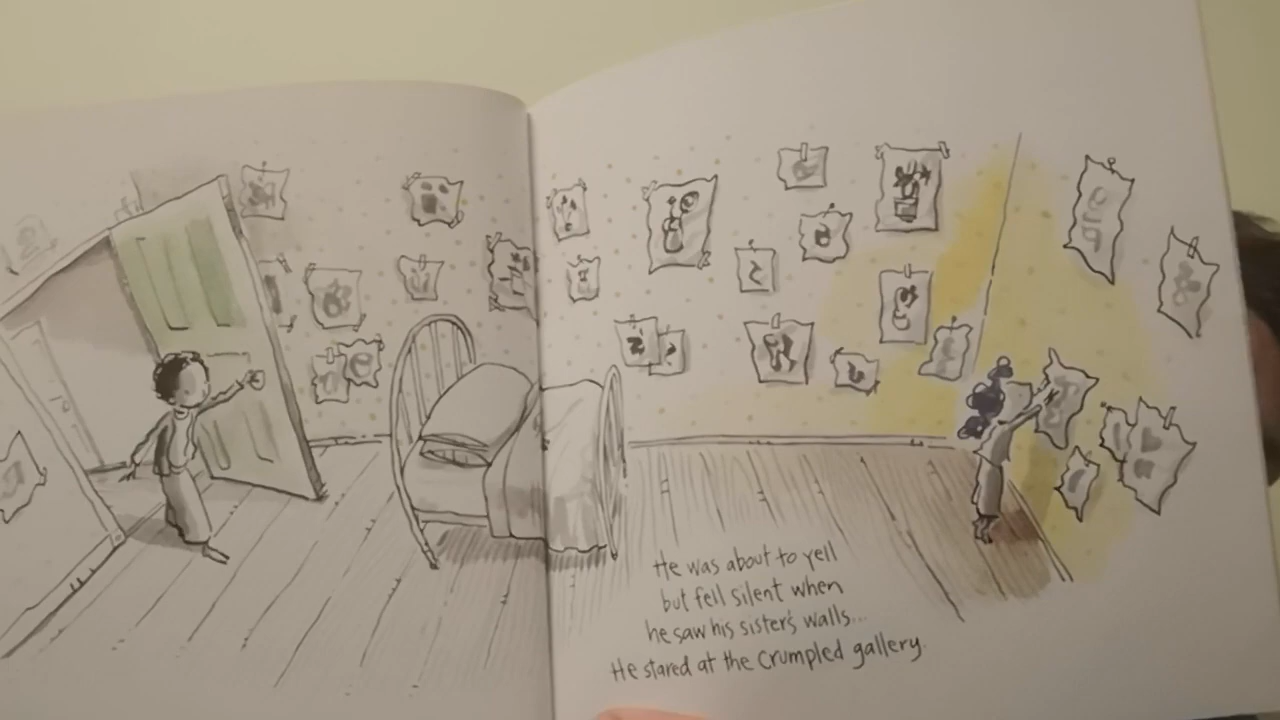 He was about to yell
but fell silent when
he saw his sister's walls...
He stared at the crumpled gallery.